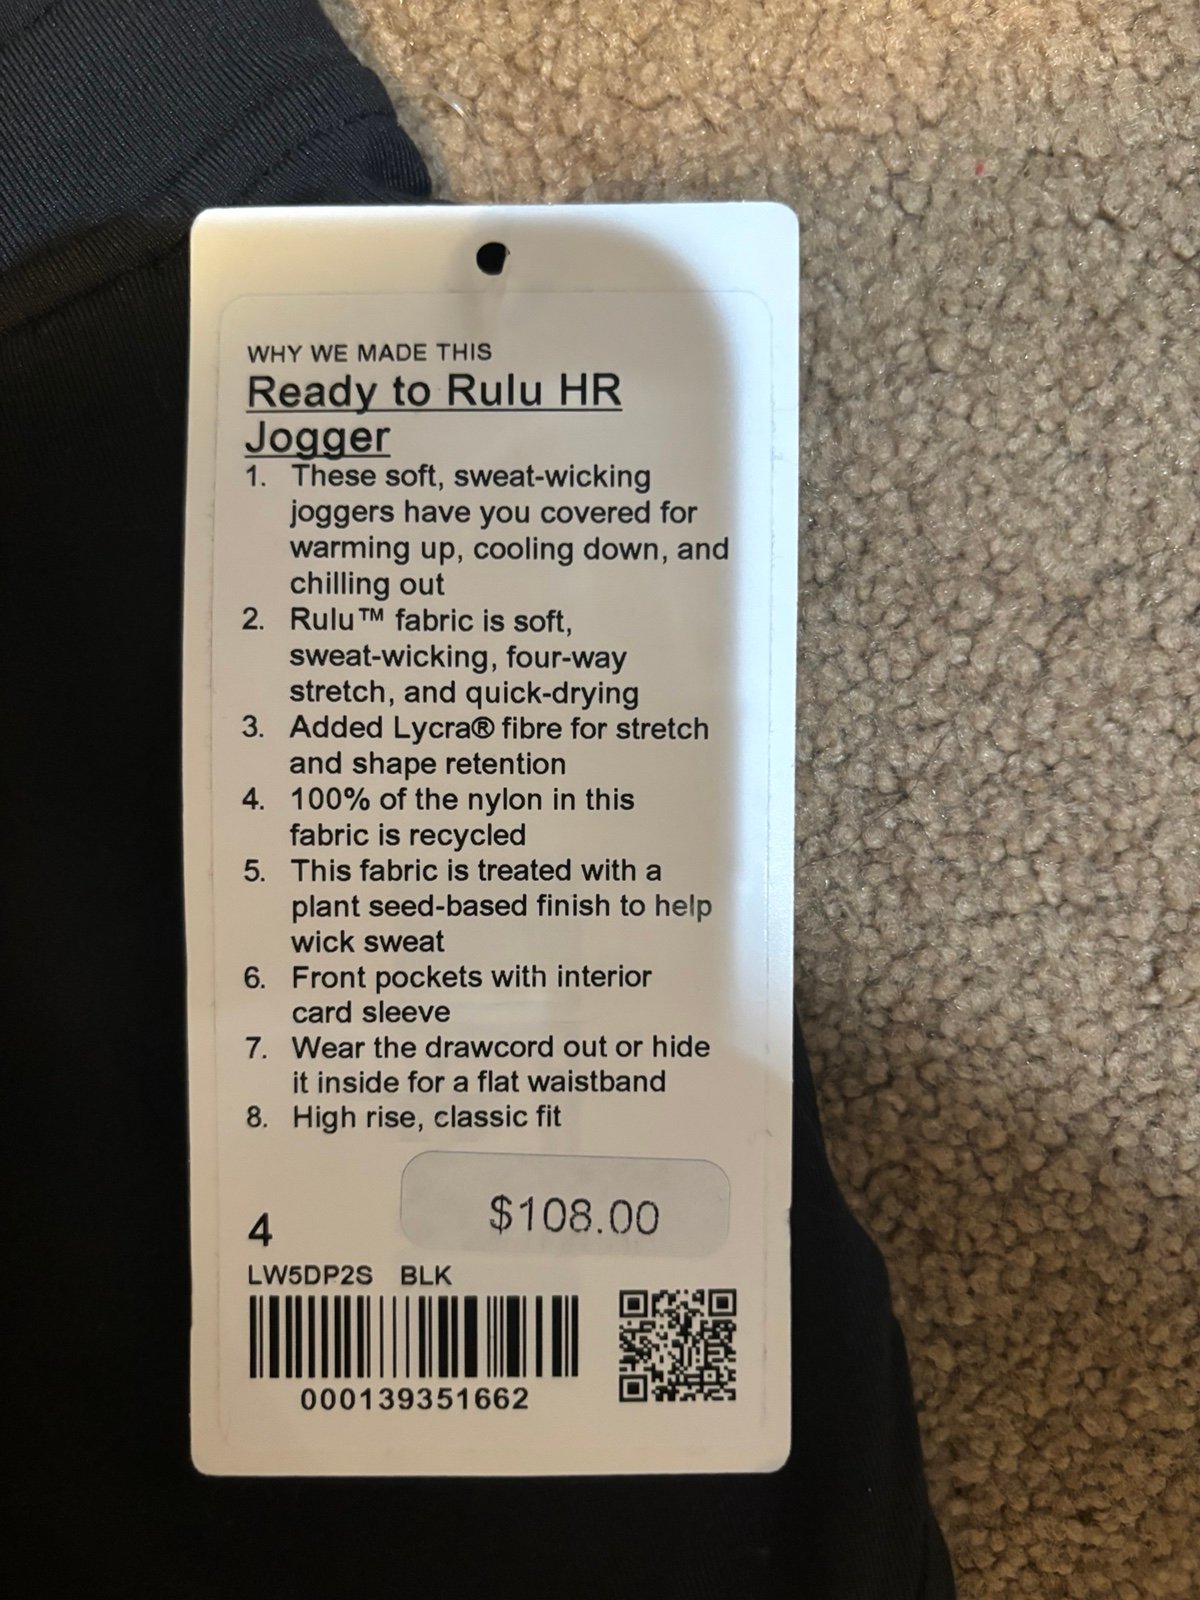 WHY WE MADE THIS
Ready to Rulu HR
Jogger
1. These soft, sweat-wicking
joggers have you covered for
warming up, cooling down, and
chilling out
2. Rulu™ fabric is soft,
sweat-wicking, four-way
stretch, and quick-drying
3. Added Lycra® fibre for stretch
and shape retention
4. 100% of the nylon in this
fabric is recycled
5. This fabric is treated with a
plant seed-based finish to help
wick sweat
6. Front pockets with interior
card sleeve
7. Wear the drawcord out or hide
it inside for a flat waistband
8. High rise, classic fit
$108.00
4
LW5DP2S BLK
000139351662